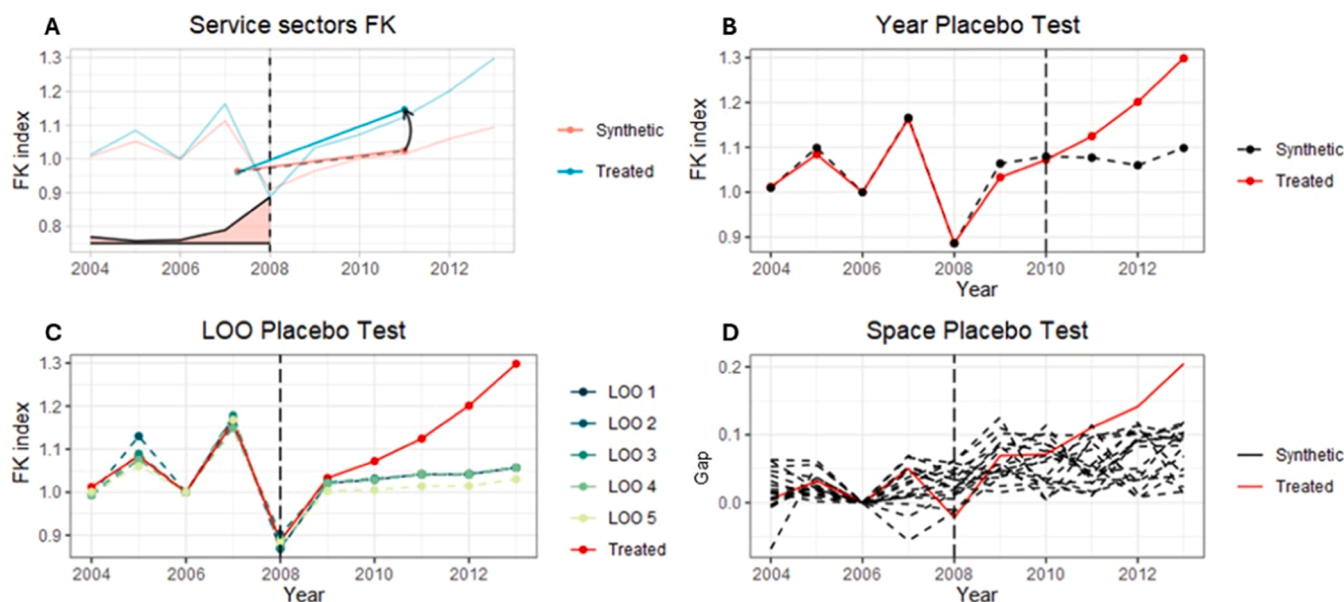 A
Service sectors FK
FK index
1.3
1.2
1.1
1.0
0.9
0.8
2004
2006
2008
2010
2012
Synthetic
Treated
B
Year Placebo Test
FK index
1.3
1.2
1.1
1.0
0.9
2004
2006
2008
2010
2012
Year
Synthetic
Treated
C
LOO Placebo Test
FK index
1.3
1.2
1.1
1.0
0.9
2004
2006
2008
2010
2012
Year
LOO 1
LOO 2
LOO 3
LOO 4
LOO 5
Treated
D
Space Placebo Test
Gap
0.2
0.1
0.0
2004
2006
2008
2010
2012
Year
Synthetic
Treated